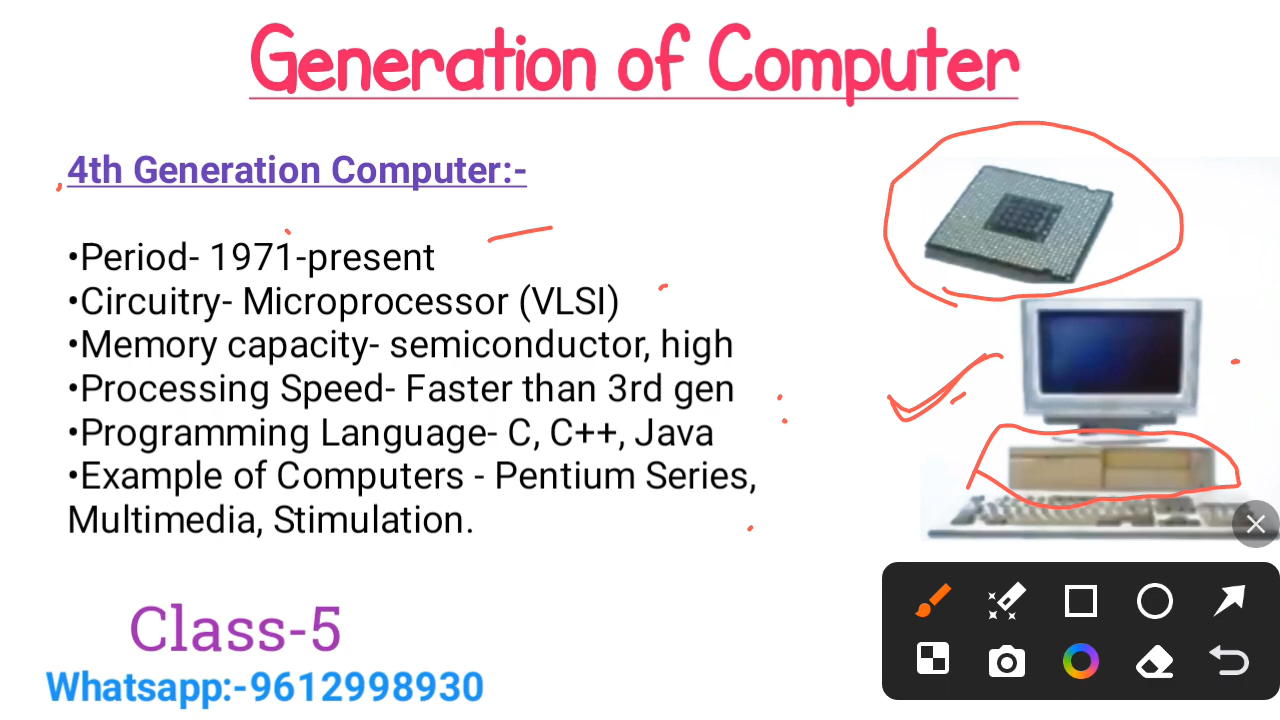 Generation of Computer
4th Generation Computer:-
•Period- 1971-present
•Circuitry- Microprocessor (VLSI)
•Memory capacity- semiconductor, high
•Processing Speed- Faster than 3rd gen
•Programming Language- C, C++, Java
•Example of Computers - Pentium Series,
Multimedia, Stimulation.
Class-5
Whatsapp:-9612998930